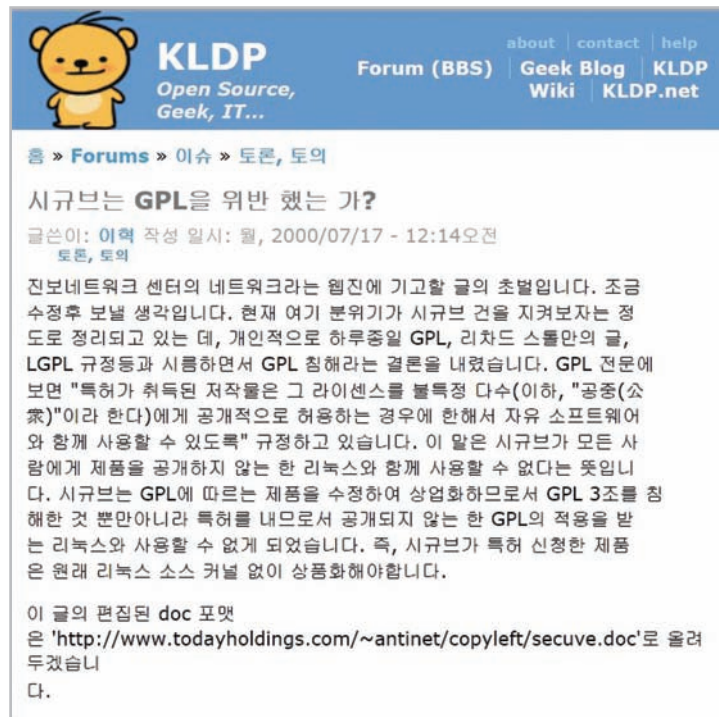 KLDP
Open Source,
Geek, IT...
about | contact | help
Forum (BBS) | Geek Blog | KLDP
Wiki | KLDP.net
홈 » Forums » 이슈 » 토론, 토의
시규브는 GPL을 위반 했는 가?
글쓴이: 이혁 작성 일시: 월, 2000/07/17 - 12:14오전
토론, 토의
진보네트워크 센터의 네트워크라는 웹진에 기고할 글의 초벌입니다. 조금
수정후 보낼 생각입니다. 현재 여기 분위기가 시규브 건을 지켜보자는 정
도로 정리되고 있는 데, 개인적으로 하루종일 GPL, 리차드 스톨만의 글,
LGPL 규정등과 시름하면서 GPL 침해라는 결론을 내렸습니다. GPL 전문에
보면 "특허가 취득된 저작물은 그 라이센스를 불특정 다수(이하, "공중(公
衆)"이라 한다)에게 공개적으로 허용하는 경우에 한해서 자유 소프트웨어
와 함께 사용할 수 있도록" 규정하고 있습니다. 이 말은 시규브가 모든 사
람에게 제품을 공개하지 않는 한 리눅스와 함께 사용할 수 없다는 뜻입니
다. 시규브는 GPL에 따르는 제품을 수정하여 상업화하므로서 GPL 3조를 침
해한 것 뿐만아니라 특허를 내므로서 공개되지 않는 한 GPL의 적용을 받
는 리눅스와 사용할 수 없게 되었습니다. 즉, 시규브가 특허 신청한 제품
은 원래 리눅스 소스 커널 없이 상품화해야합니다.
이 글의 편집된 doc 포맷
은 'http://www.todayholdings.com/~antinet/copyleft/secuve.doc'로 올려
두겠습니
다.